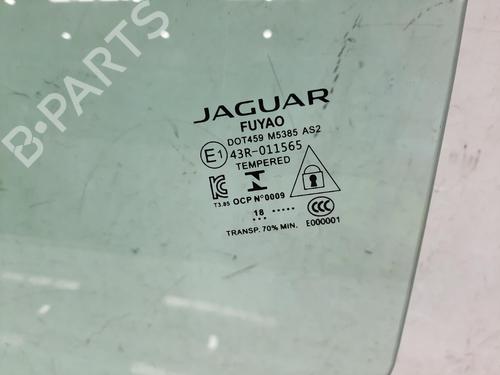 B-PARTS
JAGUAR
FUYAO
DOT459 M5385 AS2
E1 43R-011565
TEMPERED
T3.85 OCP N°0009
18 .....
...
TRANSP. 70% MIN.
CCC
E000001